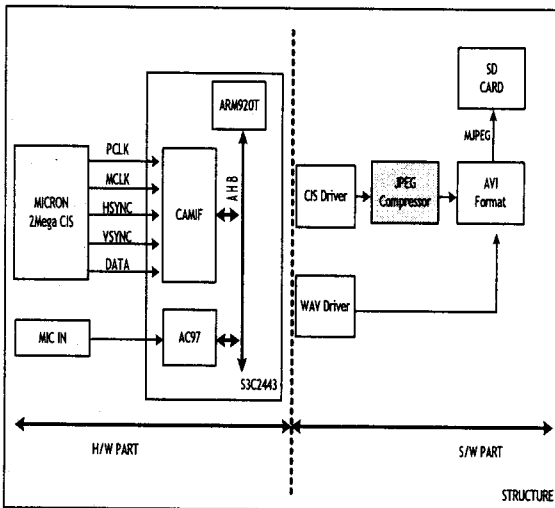 SD
CARD
ARM920T
MJPEG
PCLK
MCLK
HSYNC
VSYNC
DATA
MICRON
2Mega CIS
CAMIF
AHB
CIS Driver
JPEG
Compressor
AVI
Format
WAV Driver
MIC IN
AC97
S3C2443
H/W PART
S/W PART
STRUCTURE